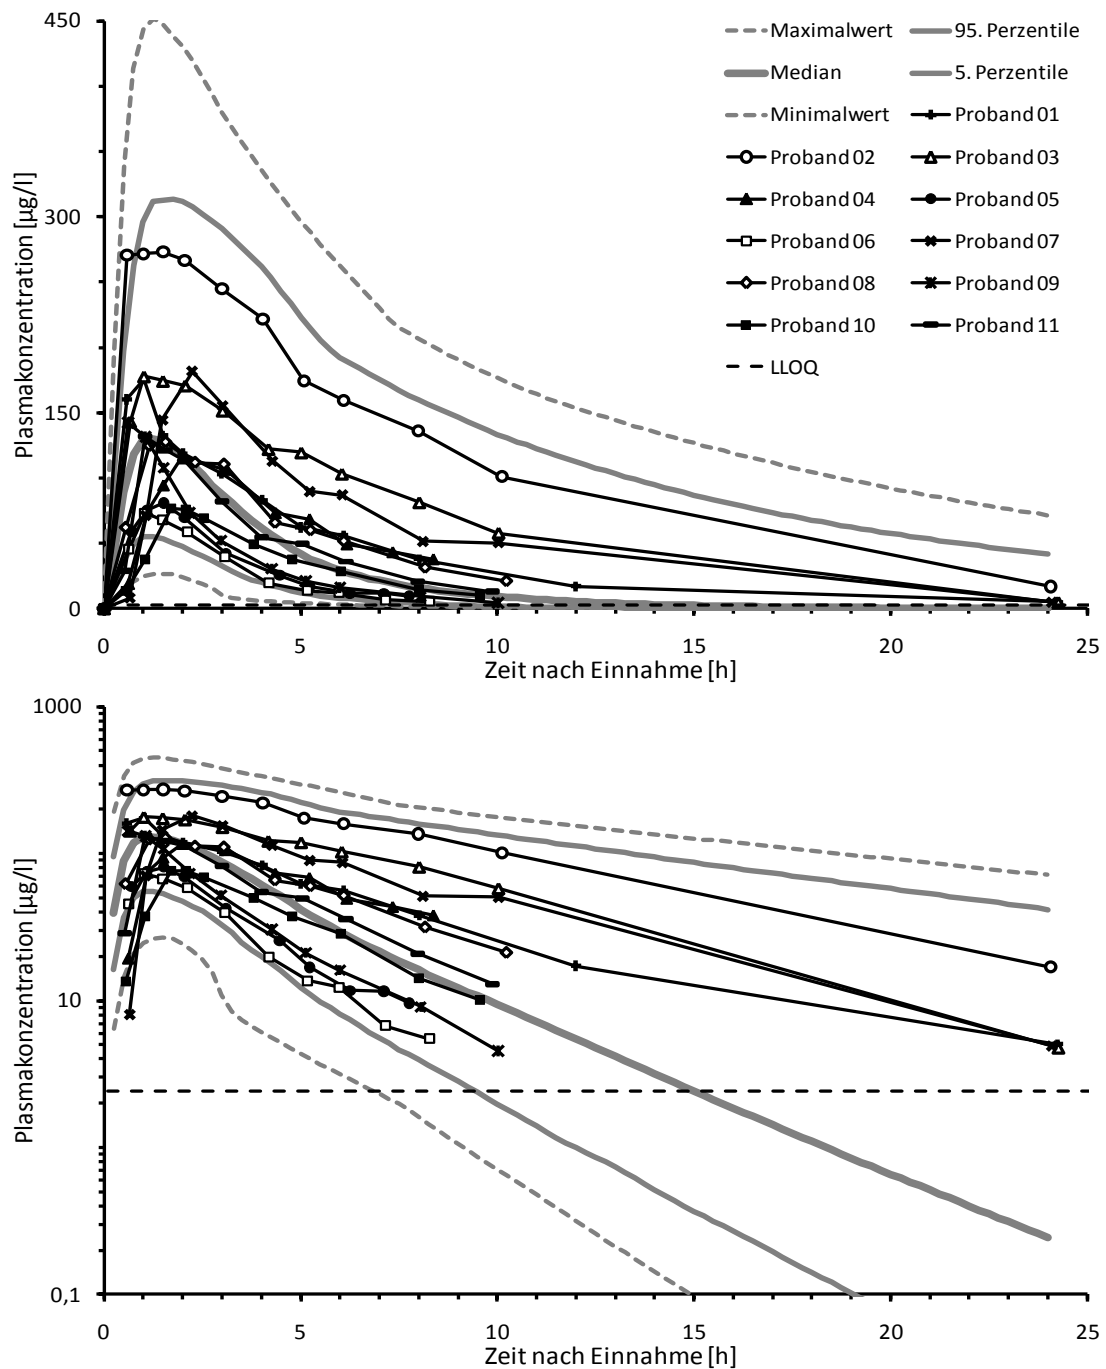 450
300
150
0
Plasmakonzentration [µg/l]
Maximalwert 95. Perzentile
Median 5. Perzentile
Minimalwert Proband 01
Proband 02 Proband 03
Proband 04 Proband 05
Proband 06 Proband 07
Proband 08 Proband 09
Proband 10 Proband 11
LLOQ
0 5 10 15 20 25
Zeit nach Einnahme [h]
1000
10
0,1
Plasmakonzentration [µg/l]
0 5 10 15 20 25
Zeit nach Einnahme [h]